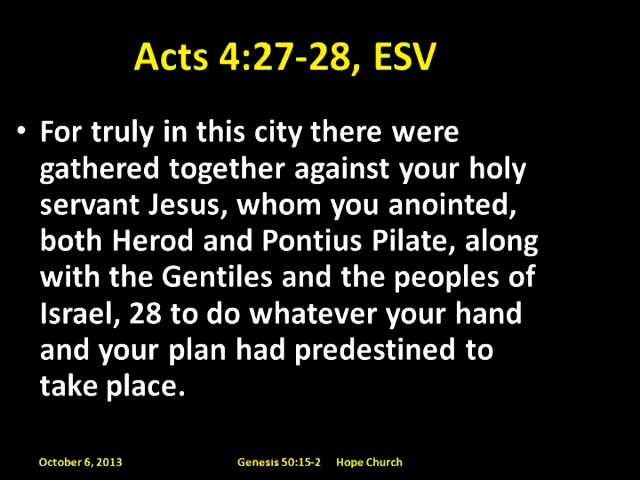 Acts 4:27-28, ESV
• For truly in this city there were
gathered together against your holy
servant Jesus, whom you anointed,
both Herod and Pontius Pilate, along
with the Gentiles and the peoples of
Israel, 28 to do whatever your hand
and your plan had predestined to
take place.
October 6, 2013 Genesis 50:15-2 Hope Church